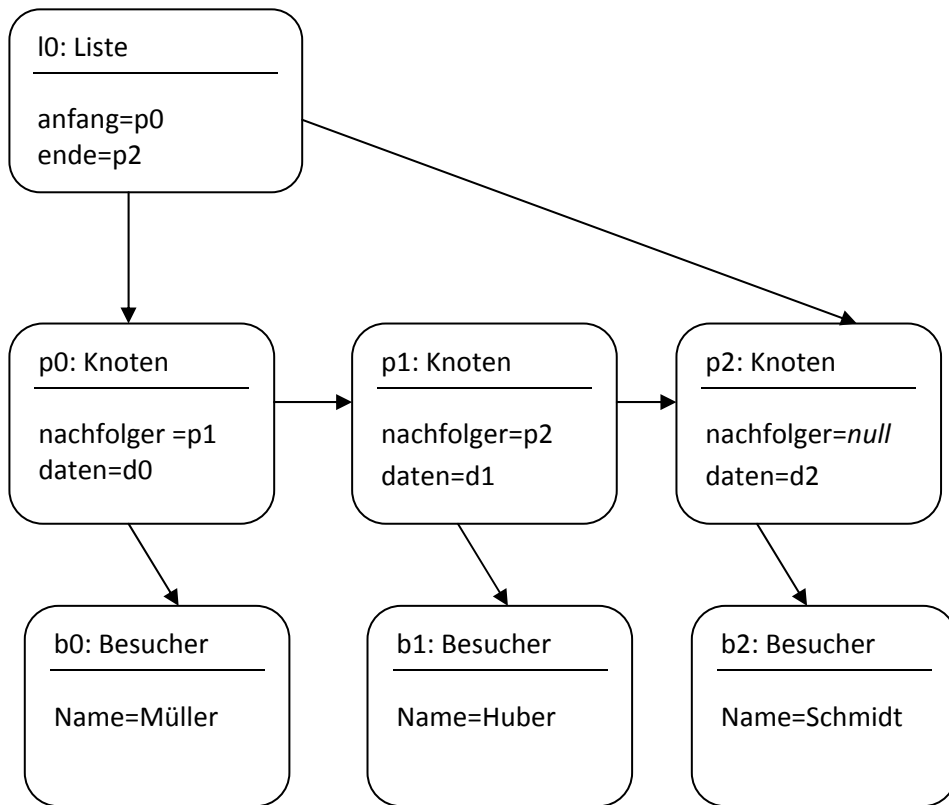 l0: Liste
anfang=p0
ende=p2
p0: Knoten
nachfolger =p1
daten=d0
p1: Knoten
nachfolger=p2
daten=d1
p2: Knoten
nachfolger=null
daten=d2
b0: Besucher
Name=Müller
b1: Besucher
Name=Huber
b2: Besucher
Name=Schmidt